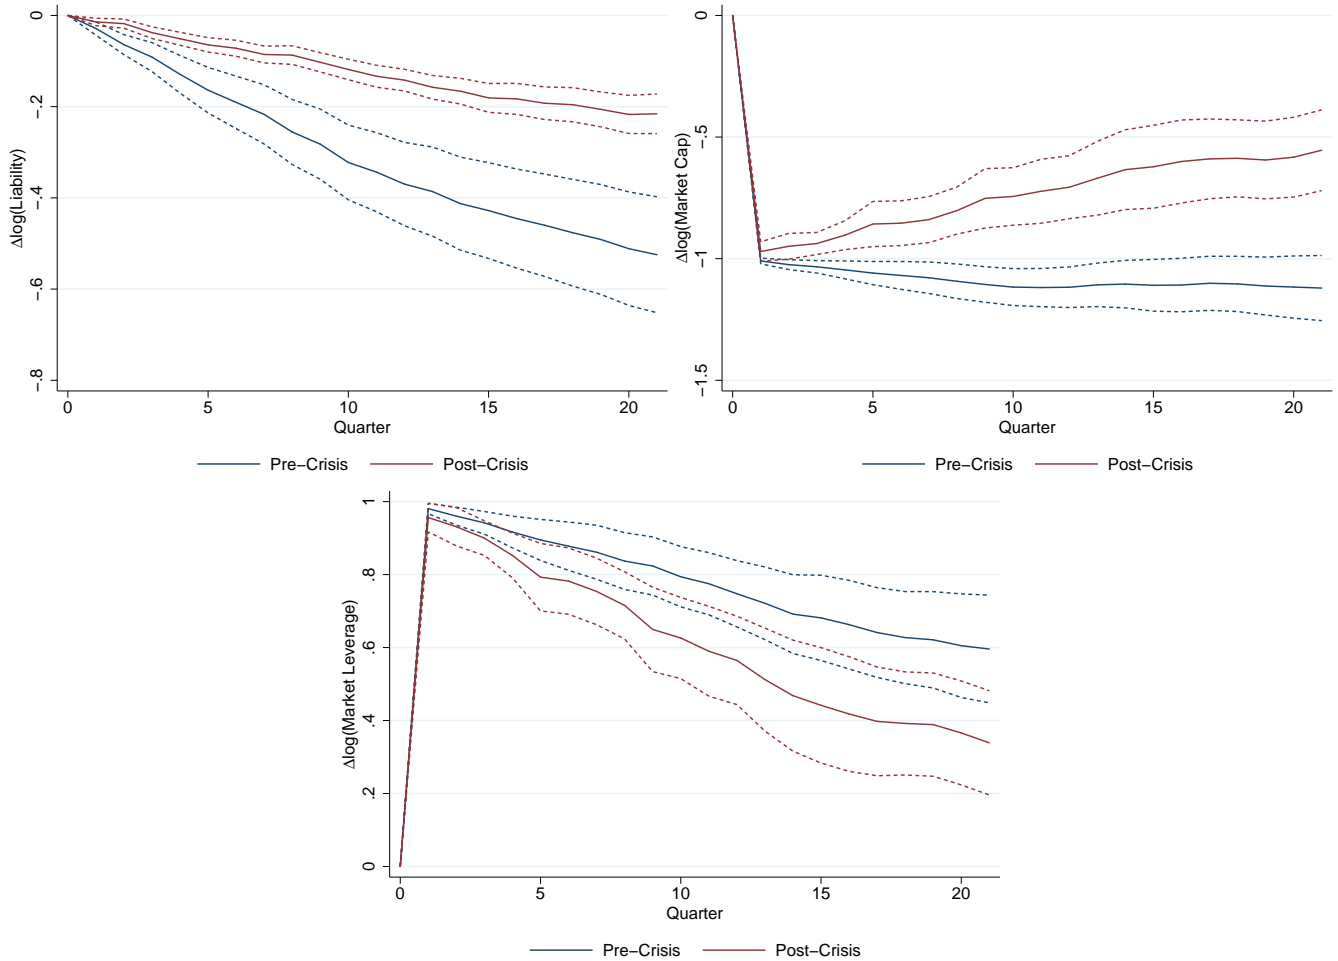 Δlog(Liability)
0
−.2
−.4
−.6
−.8
0
5
10
15
20
Quarter
Pre−Crisis
Post−Crisis
Δlog(Market Cap)
0
−.5
−1
−1.5
0
5
10
15
20
Quarter
Pre−Crisis
Post−Crisis
Δlog(Market Leverage)
1
.8
.6
.4
.2
0
0
5
10
15
20
Quarter
Pre−Crisis
Post−Crisis